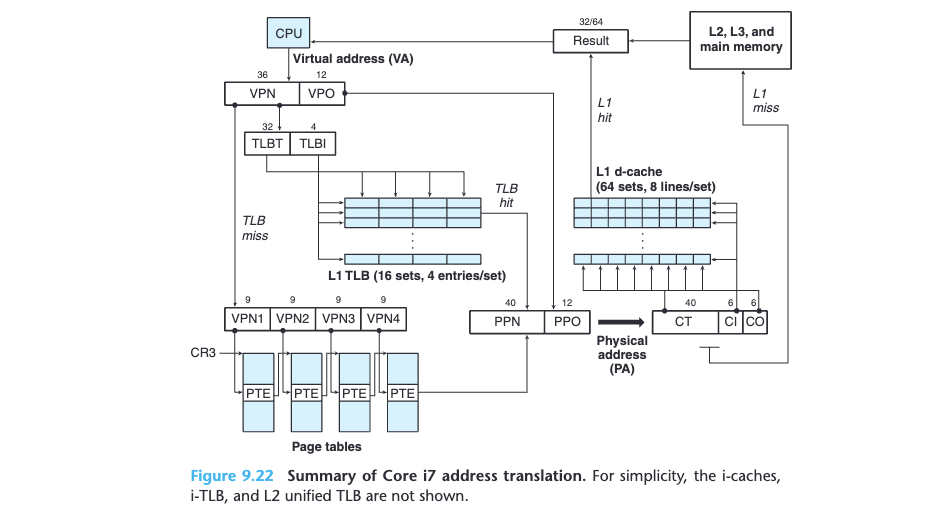 32/64
CPU
Result
L2, L3, and
main memory
Virtual address (VA)
36
12
VPN
VPO
L1
miss
L1
hit
32
4
TLBT
TLBI
L1 d-cache
(64 sets, 8 lines/set)
TLB
hit
TLB
miss
L1 TLB (16 sets, 4 entries/set)
9
9
9
9
VPN1
VPN2
VPN3
VPN4
40
12
PPN
PPO
40
6
6
CT
CI
CO
Physical
address
(PA)
CR3
PTE
PTE
PTE
PTE
Page tables
Figure 9.22 Summary of Core i7 address translation. For simplicity, the i-caches,
i-TLB, and L2 unified TLB are not shown.